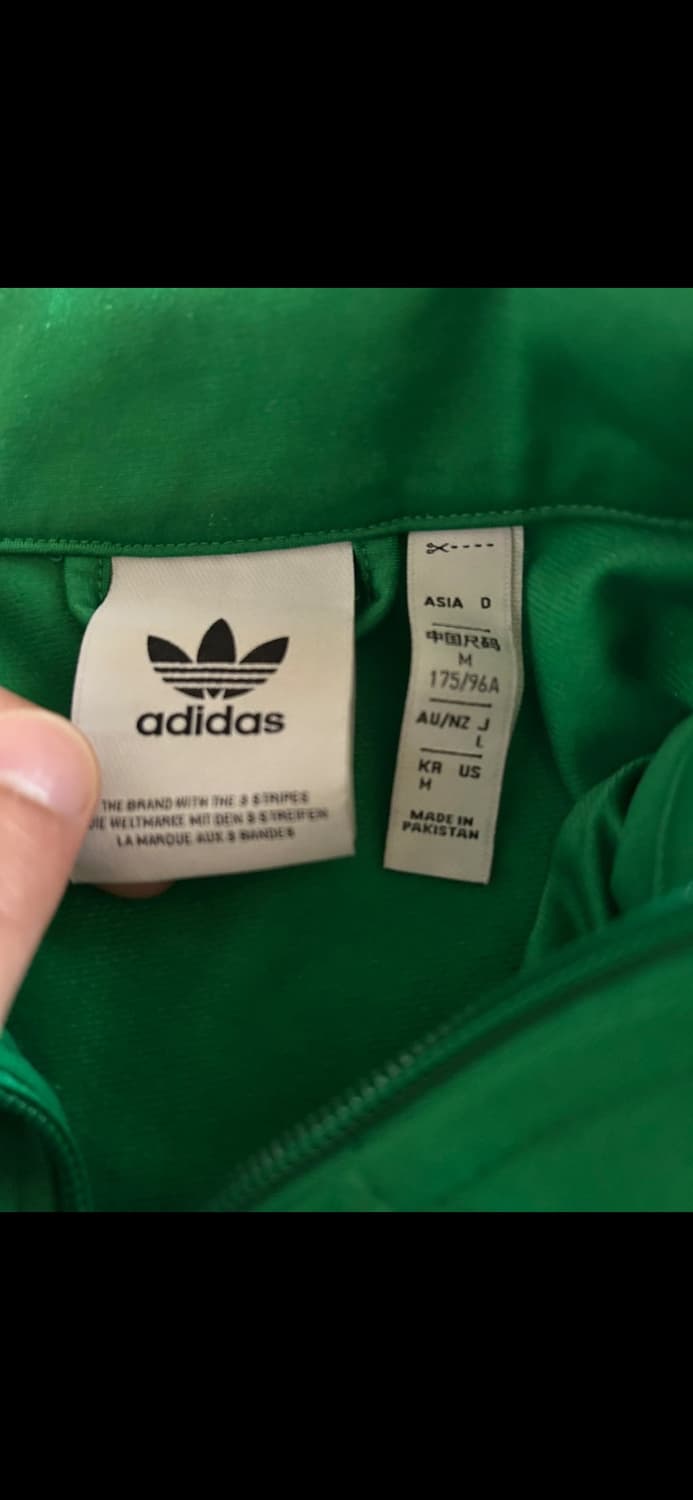 adidas
THE BRAND WITH THE 3 STRIPES
DIE WELTMARKE MIT DEN 3 STREIFEN
LA MARQUE AUX 3 BANDES
ASIA D
中国尺码
M
175/96A
AU/NZ J
L
KR US
M
MADE IN
PAKISTAN